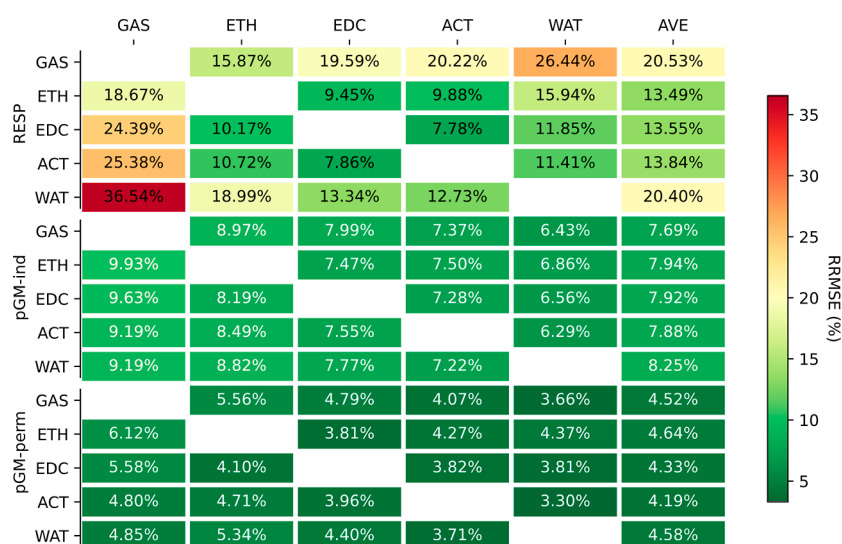 GAS ETH EDC ACT WAT AVE
RESP
GAS 15.87% 19.59% 20.22% 26.44% 20.53%
ETH 18.67% 9.45% 9.88% 15.94% 13.49%
EDC 24.39% 10.17% 7.78% 11.85% 13.55%
ACT 25.38% 10.72% 7.86% 11.41% 13.84%
WAT 36.54% 18.99% 13.34% 12.73% 20.40%
pGM-ind
GAS 8.97% 7.99% 7.37% 6.43% 7.69%
ETH 9.93% 7.47% 7.50% 6.86% 7.94%
EDC 9.63% 8.19% 7.28% 6.56% 7.92%
ACT 9.19% 8.49% 7.55% 6.29% 7.88%
WAT 9.19% 8.82% 7.77% 7.22% 8.25%
pGM-perm
GAS 5.56% 4.79% 4.07% 3.66% 4.52%
ETH 6.12% 3.81% 4.27% 4.37% 4.64%
EDC 5.58% 4.10% 3.82% 3.81% 4.33%
ACT 4.80% 4.71% 3.96% 3.30% 4.19%
WAT 4.85% 5.34% 4.40% 3.71% 4.58%
35
30
25
20
15
10
5
RRMSE (%)